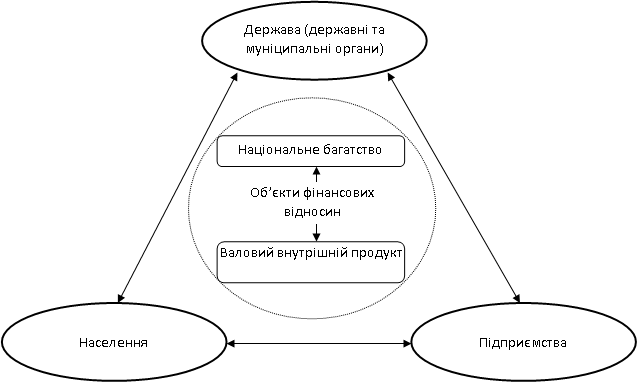 Держава (державні та
муніципальні органи)
Національне багатство
Об’єкти фінансових
відносин
Валовий внутрішній продукт
Населення
Підприємства